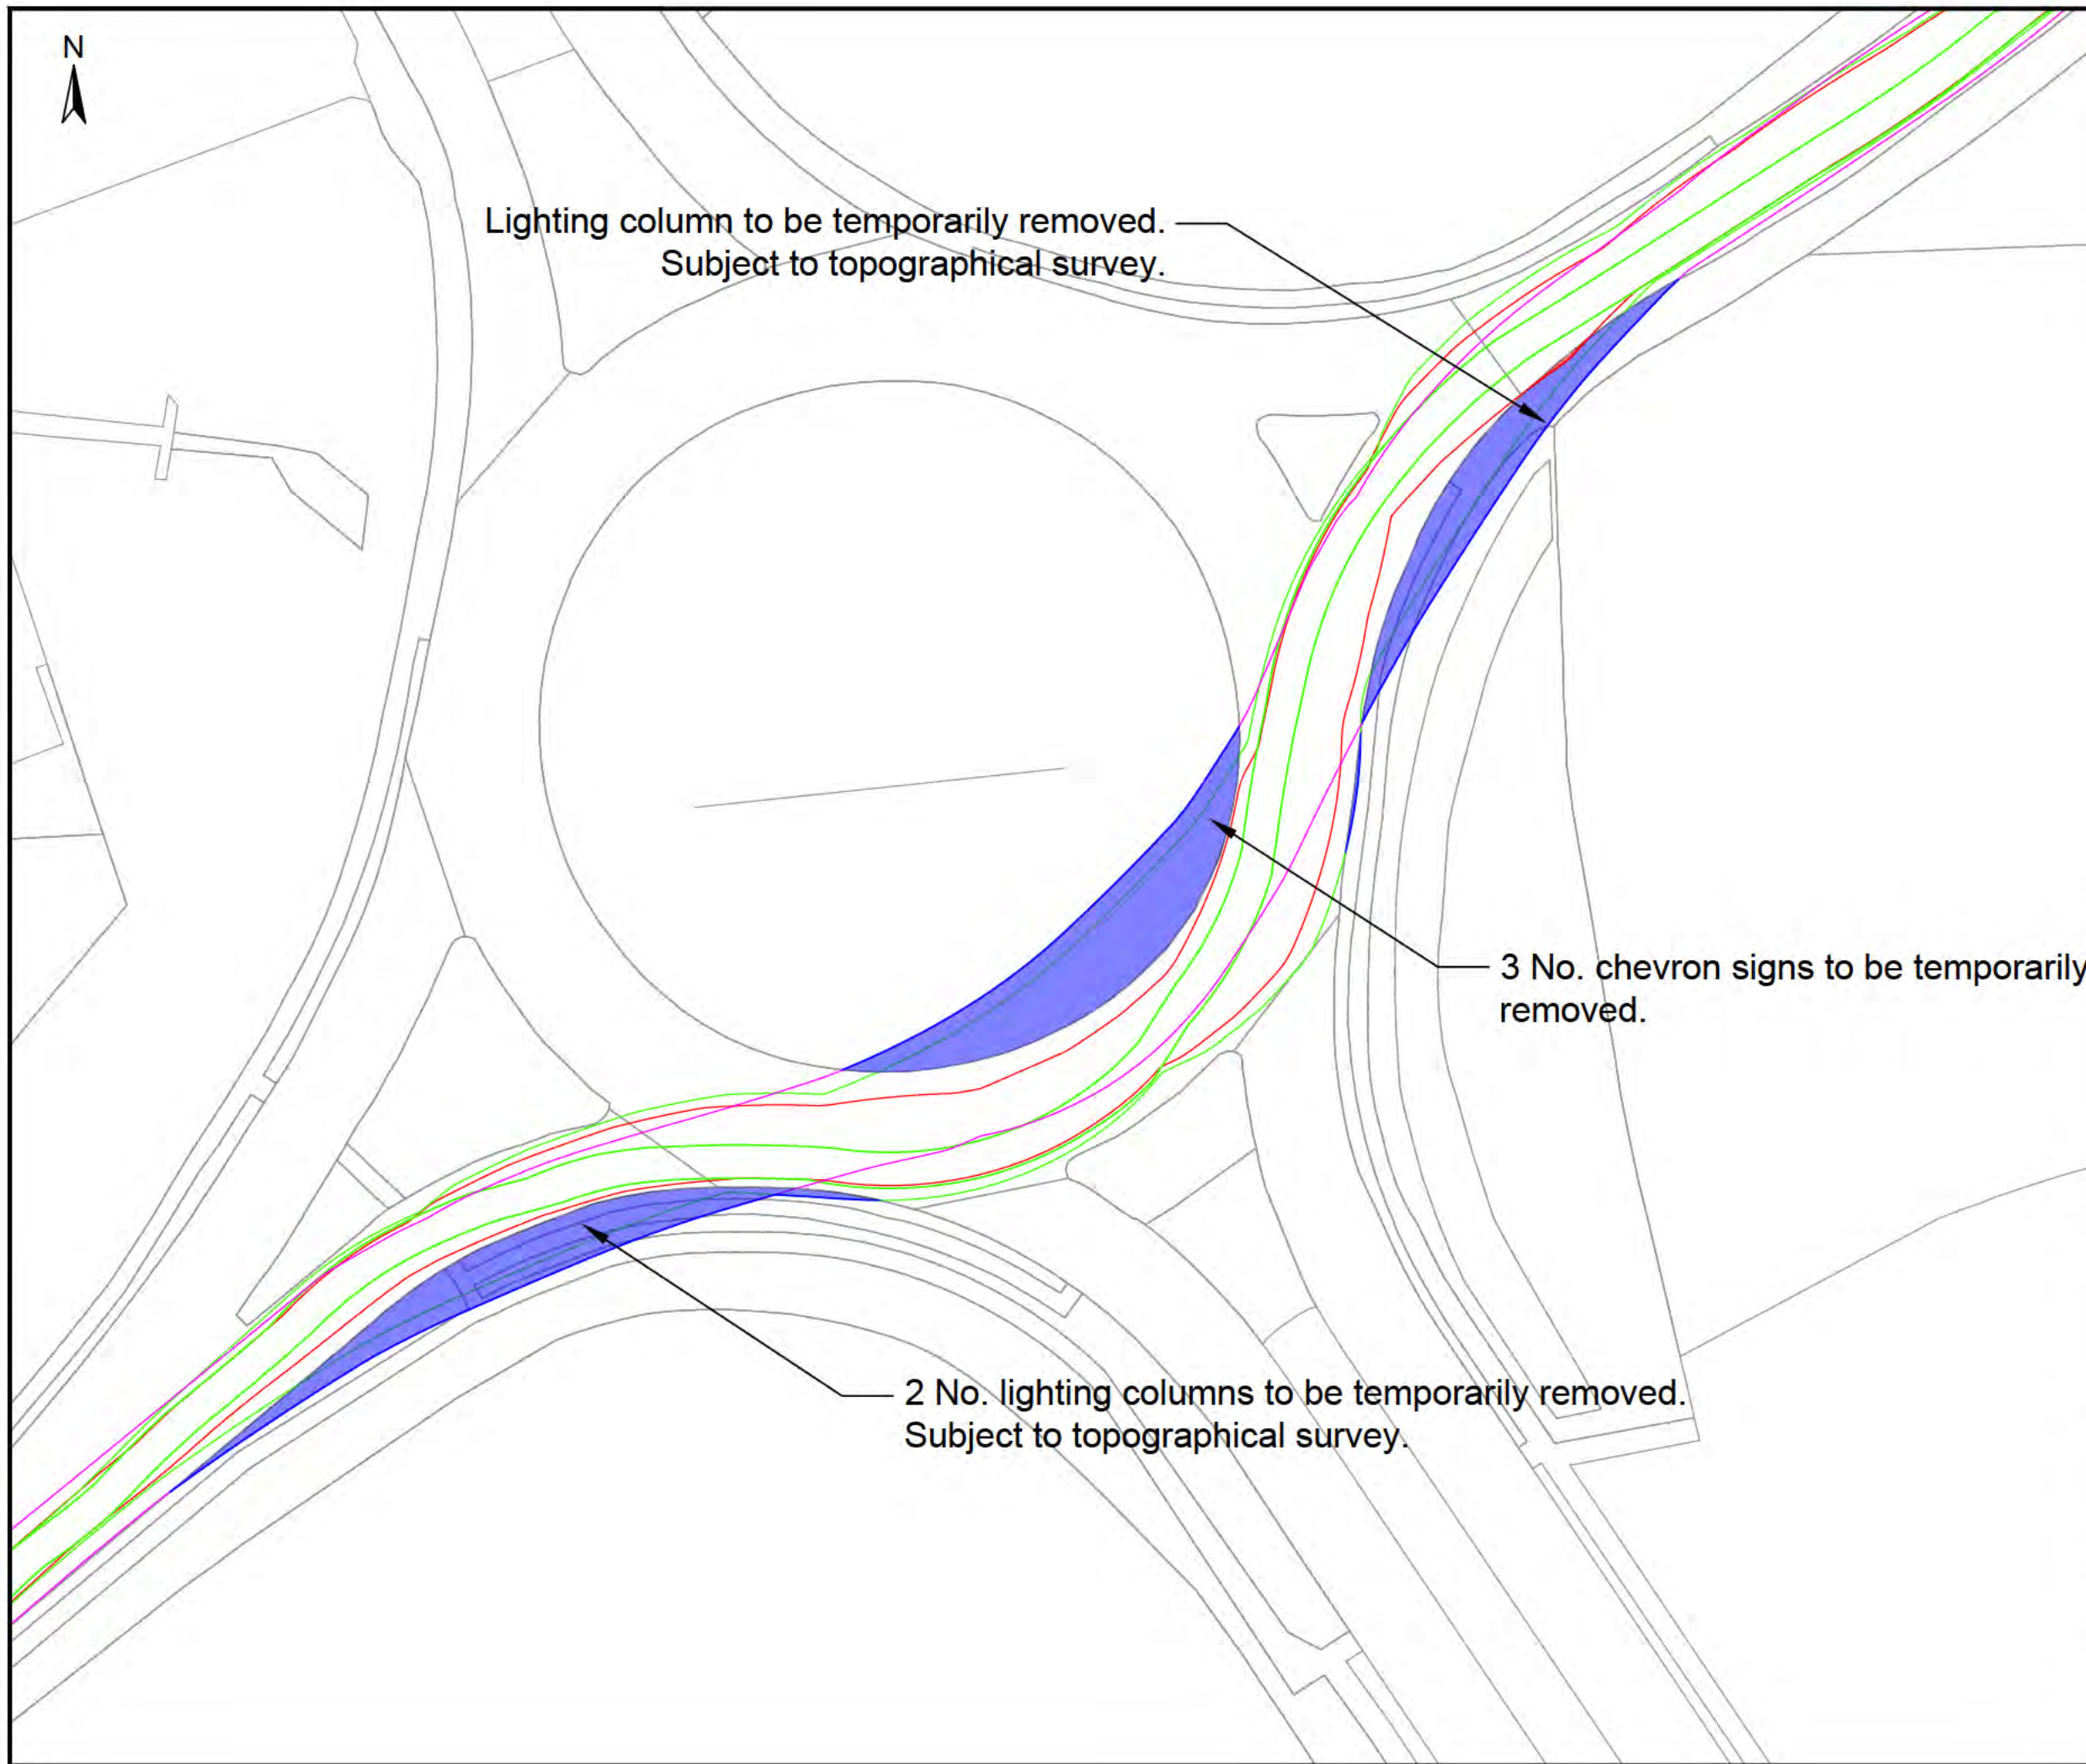 N
Lighting column to be temporarily removed.
Subject to topographical survey.
3 No. chevron signs to be temporarily
removed.
2 No. lighting columns to be temporarily removed.
Subject to topographical survey.